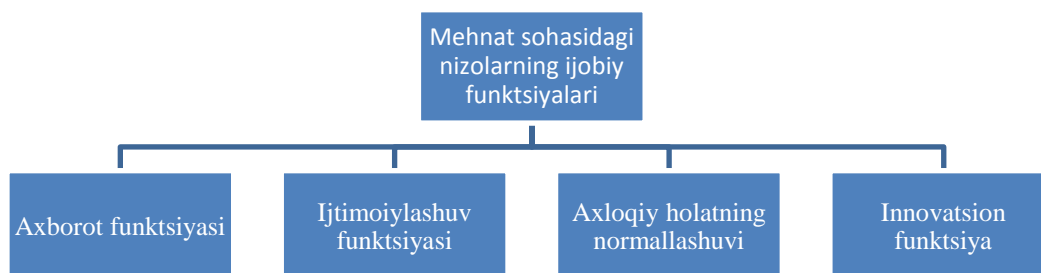 Mehnat sohasidagi
nizolarning ijobiy
funktsiyalari
Axborot funktsiyasi
Ijtimoiylashuv
funktsiyasi
Axloqiy holatning
normallashuvi
Innovatsion
funktsiya